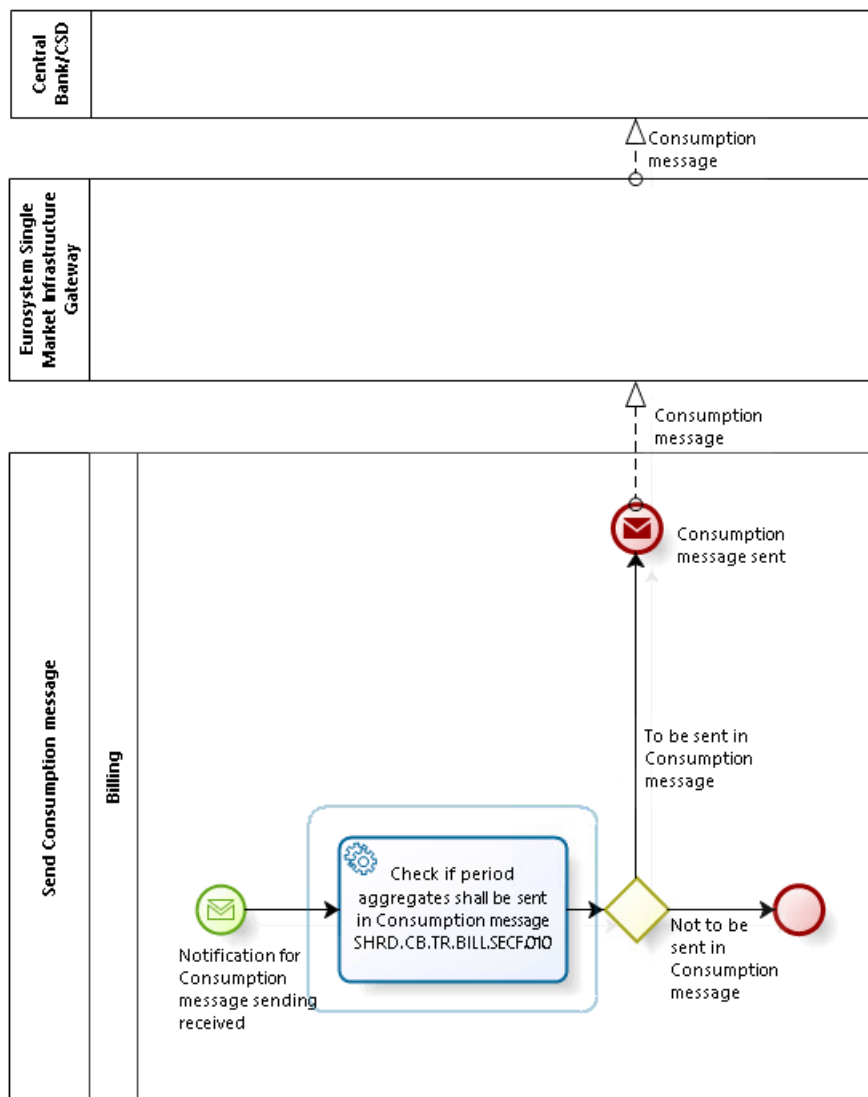 Central
Bank/CSD
Consumption
message
Eurosystem Single
Market Infrastructure
Gateway
Consumption
message
Send Consumption message
Billing
Consumption
message sent
To be sent in
Consumption
message
Check if period
aggregates shall be sent
in Consumption message
SHRD.CB.TR.BILL.SECF.010
Notification for
Consumption
message sending
received
Not to be
sent in
Consumption
message